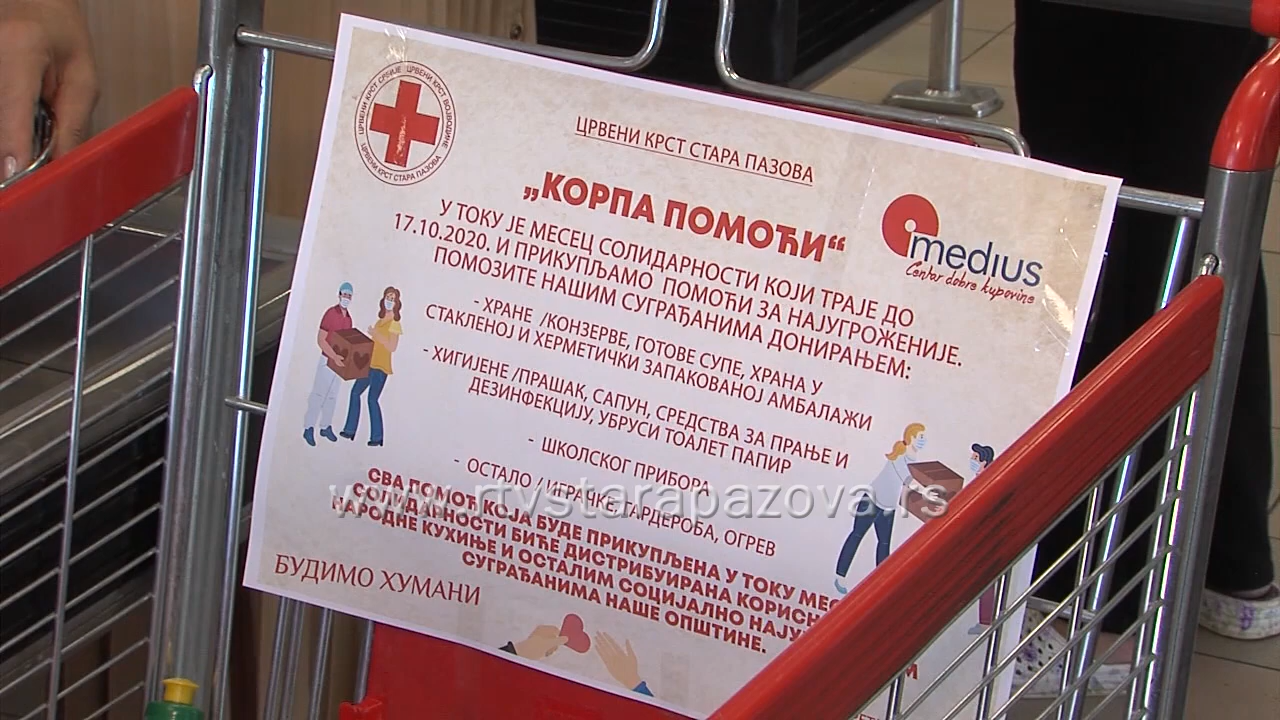 ЦРВЕНИ КРСТ СРБИЈЕ ЦРВЕНИ КРСТ ВОЈВОДИНЕ
ЦРВЕНИ КРСТ СТАРА ПАЗОВА
ЦРВЕНИ КРСТ СТАРА ПАЗОВА
„КОРПА ПОМОЋИ“
medius
Centar dobre kupovine
У ТОКУ ЈЕ МЕСЕЦ СОЛИДАРНОСТИ КОЈИ ТРАЈЕ ДО
17.10.2020. И ПРИКУПЉАМО ПОМОЋИ ЗА НАЈУГРОЖЕНИЈЕ.
ПОМОЗИТЕ НАШИМ СУГРАЂАНИМА ДОНИРАЊЕМ:
- ХРАНЕ /КОНЗЕРВЕ, ГОТОВЕ СУПЕ, ХРАНА У
СТАКЛЕНОЈ И ХЕРМЕТИЧКИ ЗАПАКОВАНОЈ АМБАЛАЖИ
- ХИГИЈЕНЕ /ПРАШАК, САПУН, СРЕДСТВА ЗА ПРАЊЕ И
ДЕЗИНФЕКЦИЈУ, УБРУСИ ТОАЛЕТ ПАПИР
- ШКОЛСКОГ ПРИБОРА
- ОСТАЛО / ИГРАЧКЕ, ГАРДЕРОБА, ОГРЕВ
www.rtvstarapazova.rs
СВА ПОМОЋ КОЈА БУДЕ ПРИКУПЉЕНА У ТОКУ
СОЛИДАНОСТИ БИЋЕ ДИСТРИБУИРАНА
НАРОДНЕ КУХИЊЕ И ОСТАЛИМ СОЦИЈАЛНО
СУГРАЂАНИМА НАШЕ ОПШТИНЕ.
БУДИМО ХУМАНИ